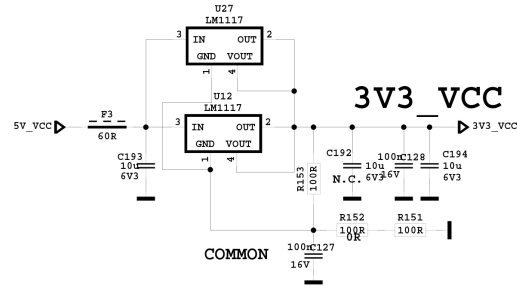 U27
LM1117
3 IN OUT 2
GND VOUT
1 4
3V3_VCC
U12
LM1117
5V_VCC F3 3 IN OUT 2 3V3_VCC
60R GND VOUT
1 4
C193 10u 6V3
R153 100R
C192 10u 6V3
N.C.
100n C128 16V
C194 10u 6V3
R152 100R 0R
R151 100R
COMMON
100n C127 16V